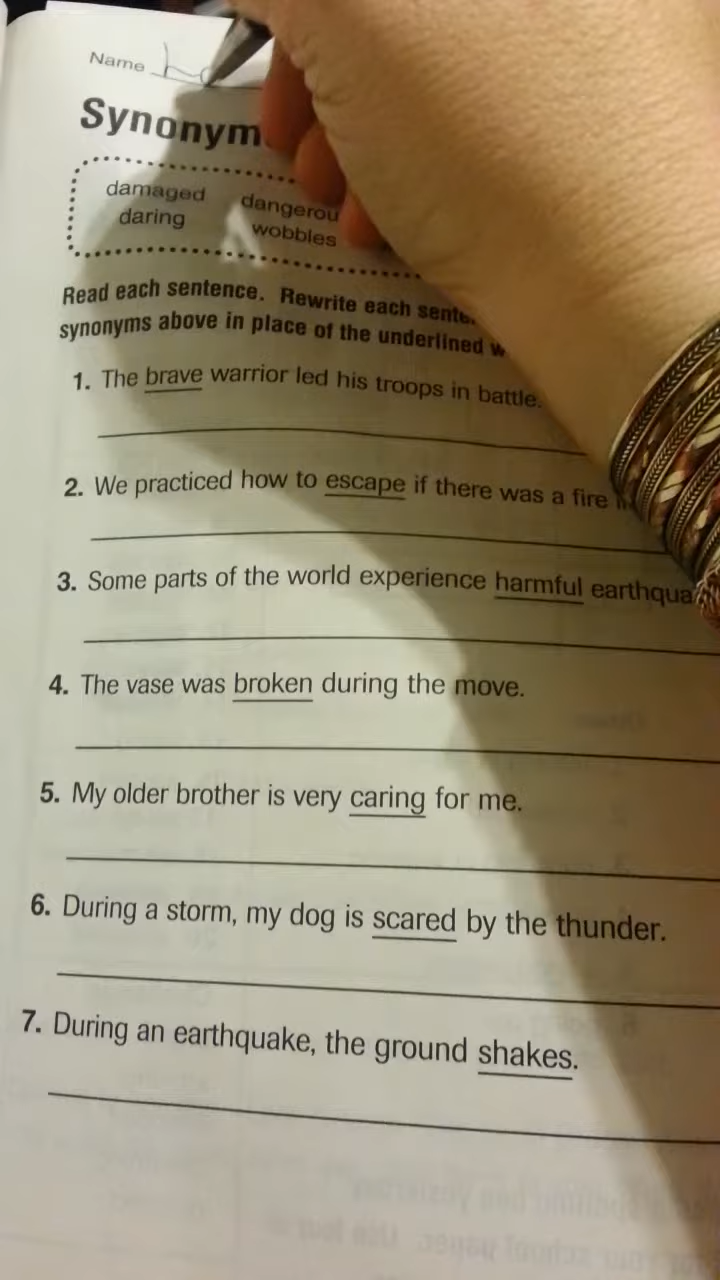 Name
Synonym
damaged dangerou
daring wobbles
Read each sentence. Rewrite each sente
synonyms above in place of the underlined w
1. The brave warrior led his troops in battle.
2. We practiced how to escape if there was a fire
3. Some parts of the world experience harmful earthqua
4. The vase was broken during the move.
5. My older brother is very caring for me.
6. During a storm, my dog is scared by the thunder.
7. During an earthquake, the ground shakes.